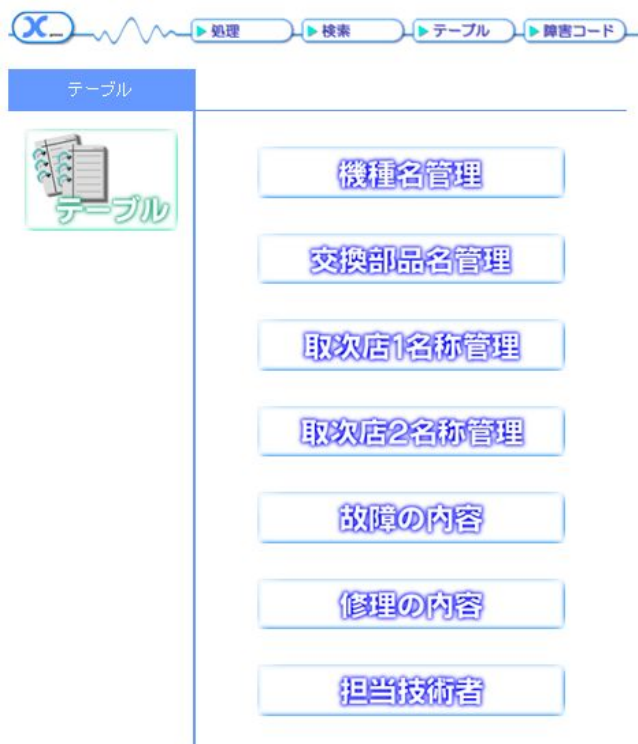 X_
処理
検索
テーブル
障害コード
テーブル
テーブル
機種名管理
交換部品名管理
取次店1名称管理
取次店2名称管理
故障の内容
修理の内容
担当技術者